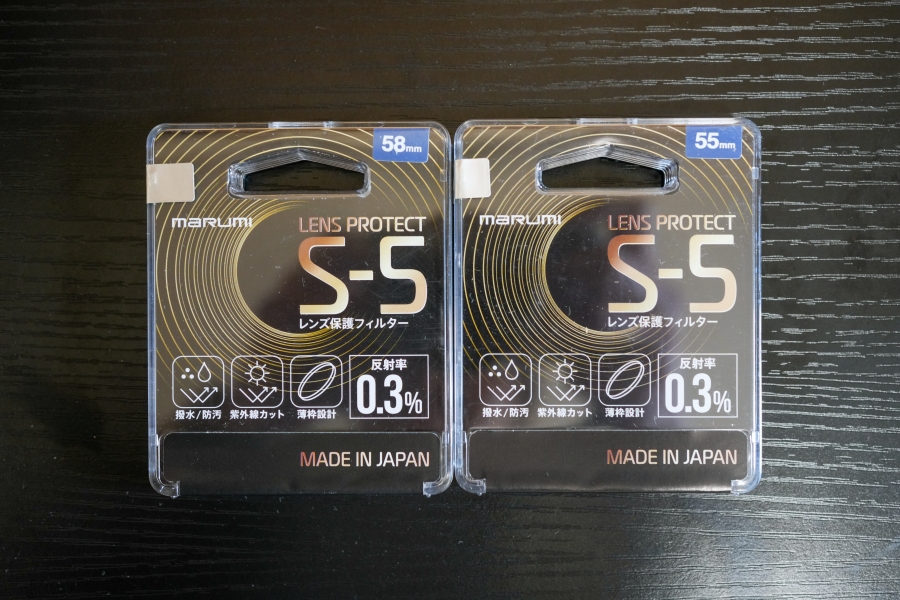 58mm
marumi
LENS PROTECT
S-5
レンズ保護フィルター
撥水/防汚
紫外線カット
薄枠設計
反射率
0.3%
MADE IN JAPAN
55mm
marumi
LENS PROTECT
S-5
レンズ保護フィルター
撥水/防汚
紫外線カット
薄枠設計
反射率
0.3%
MADE IN JAPAN